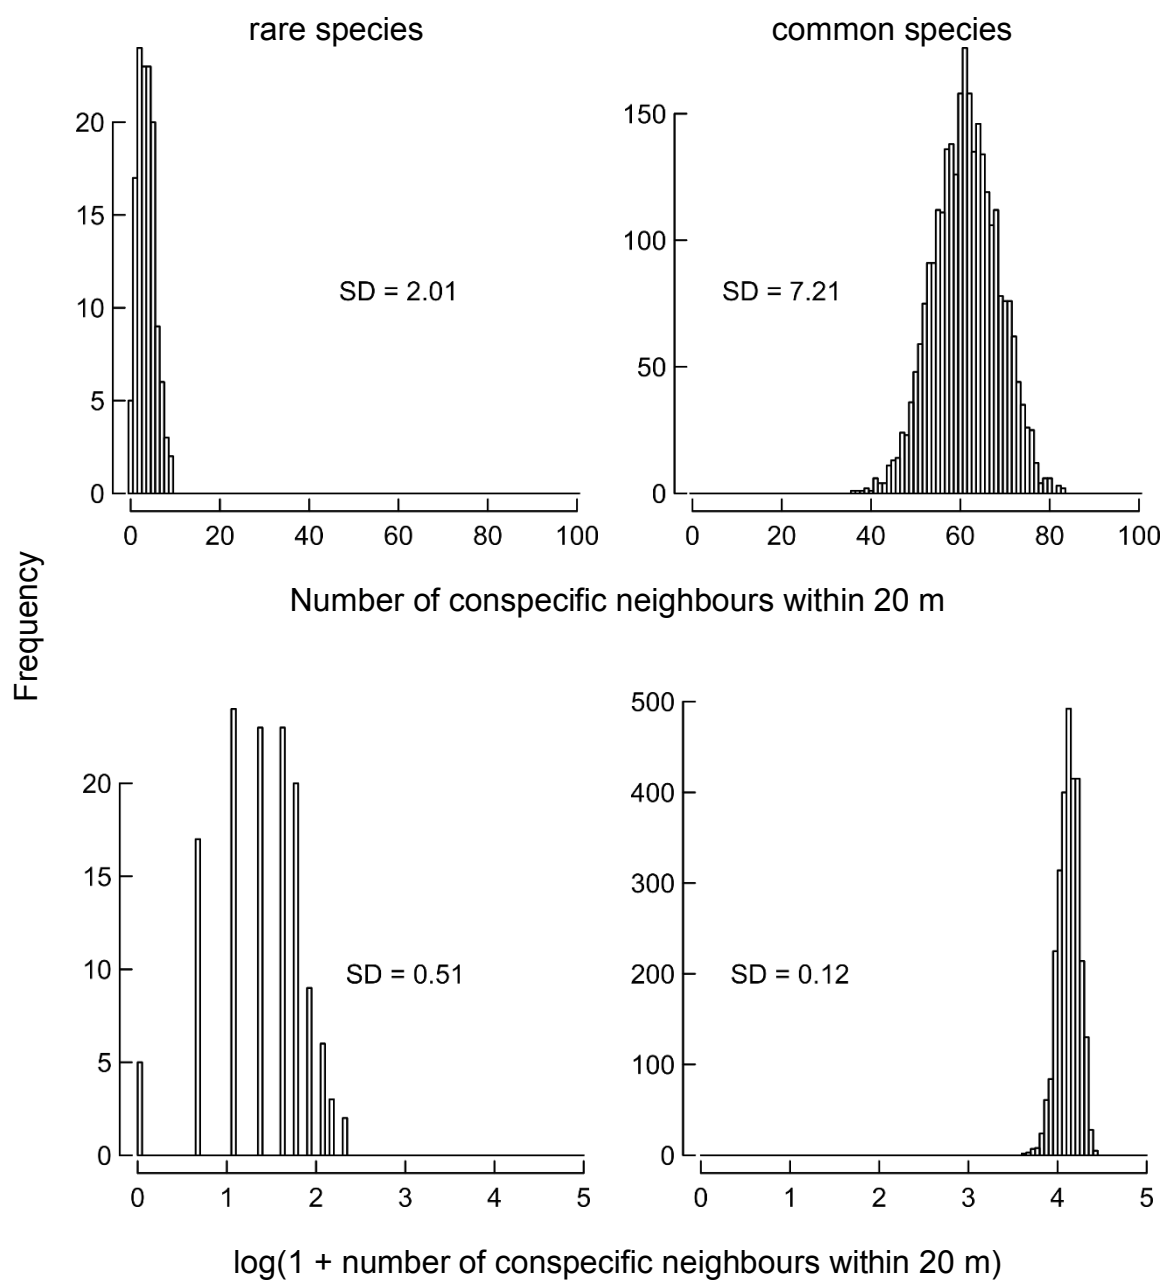 rare species
common species
20
15
10
5
0
SD = 2.01
0 20 40 60 80 100
150
100
50
0
SD = 7.21
0 20 40 60 80 100
Number of conspecific neighbours within 20 m
Frequency
20
15
10
5
0
SD = 0.51
0 1 2 3 4 5
500
400
300
200
100
0
SD = 0.12
0 1 2 3 4 5
log(1 + number of conspecific neighbours within 20 m)